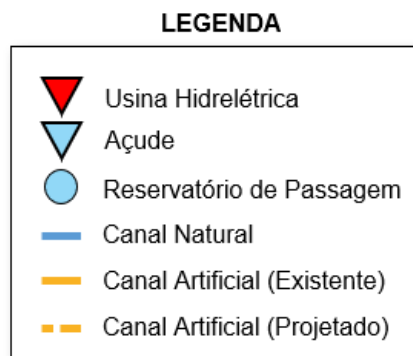 LEGENDA
Usina Hidrelétrica
Açude
Reservatório de Passagem
Canal Natural
Canal Artificial (Existente)
Canal Artificial (Projetado)